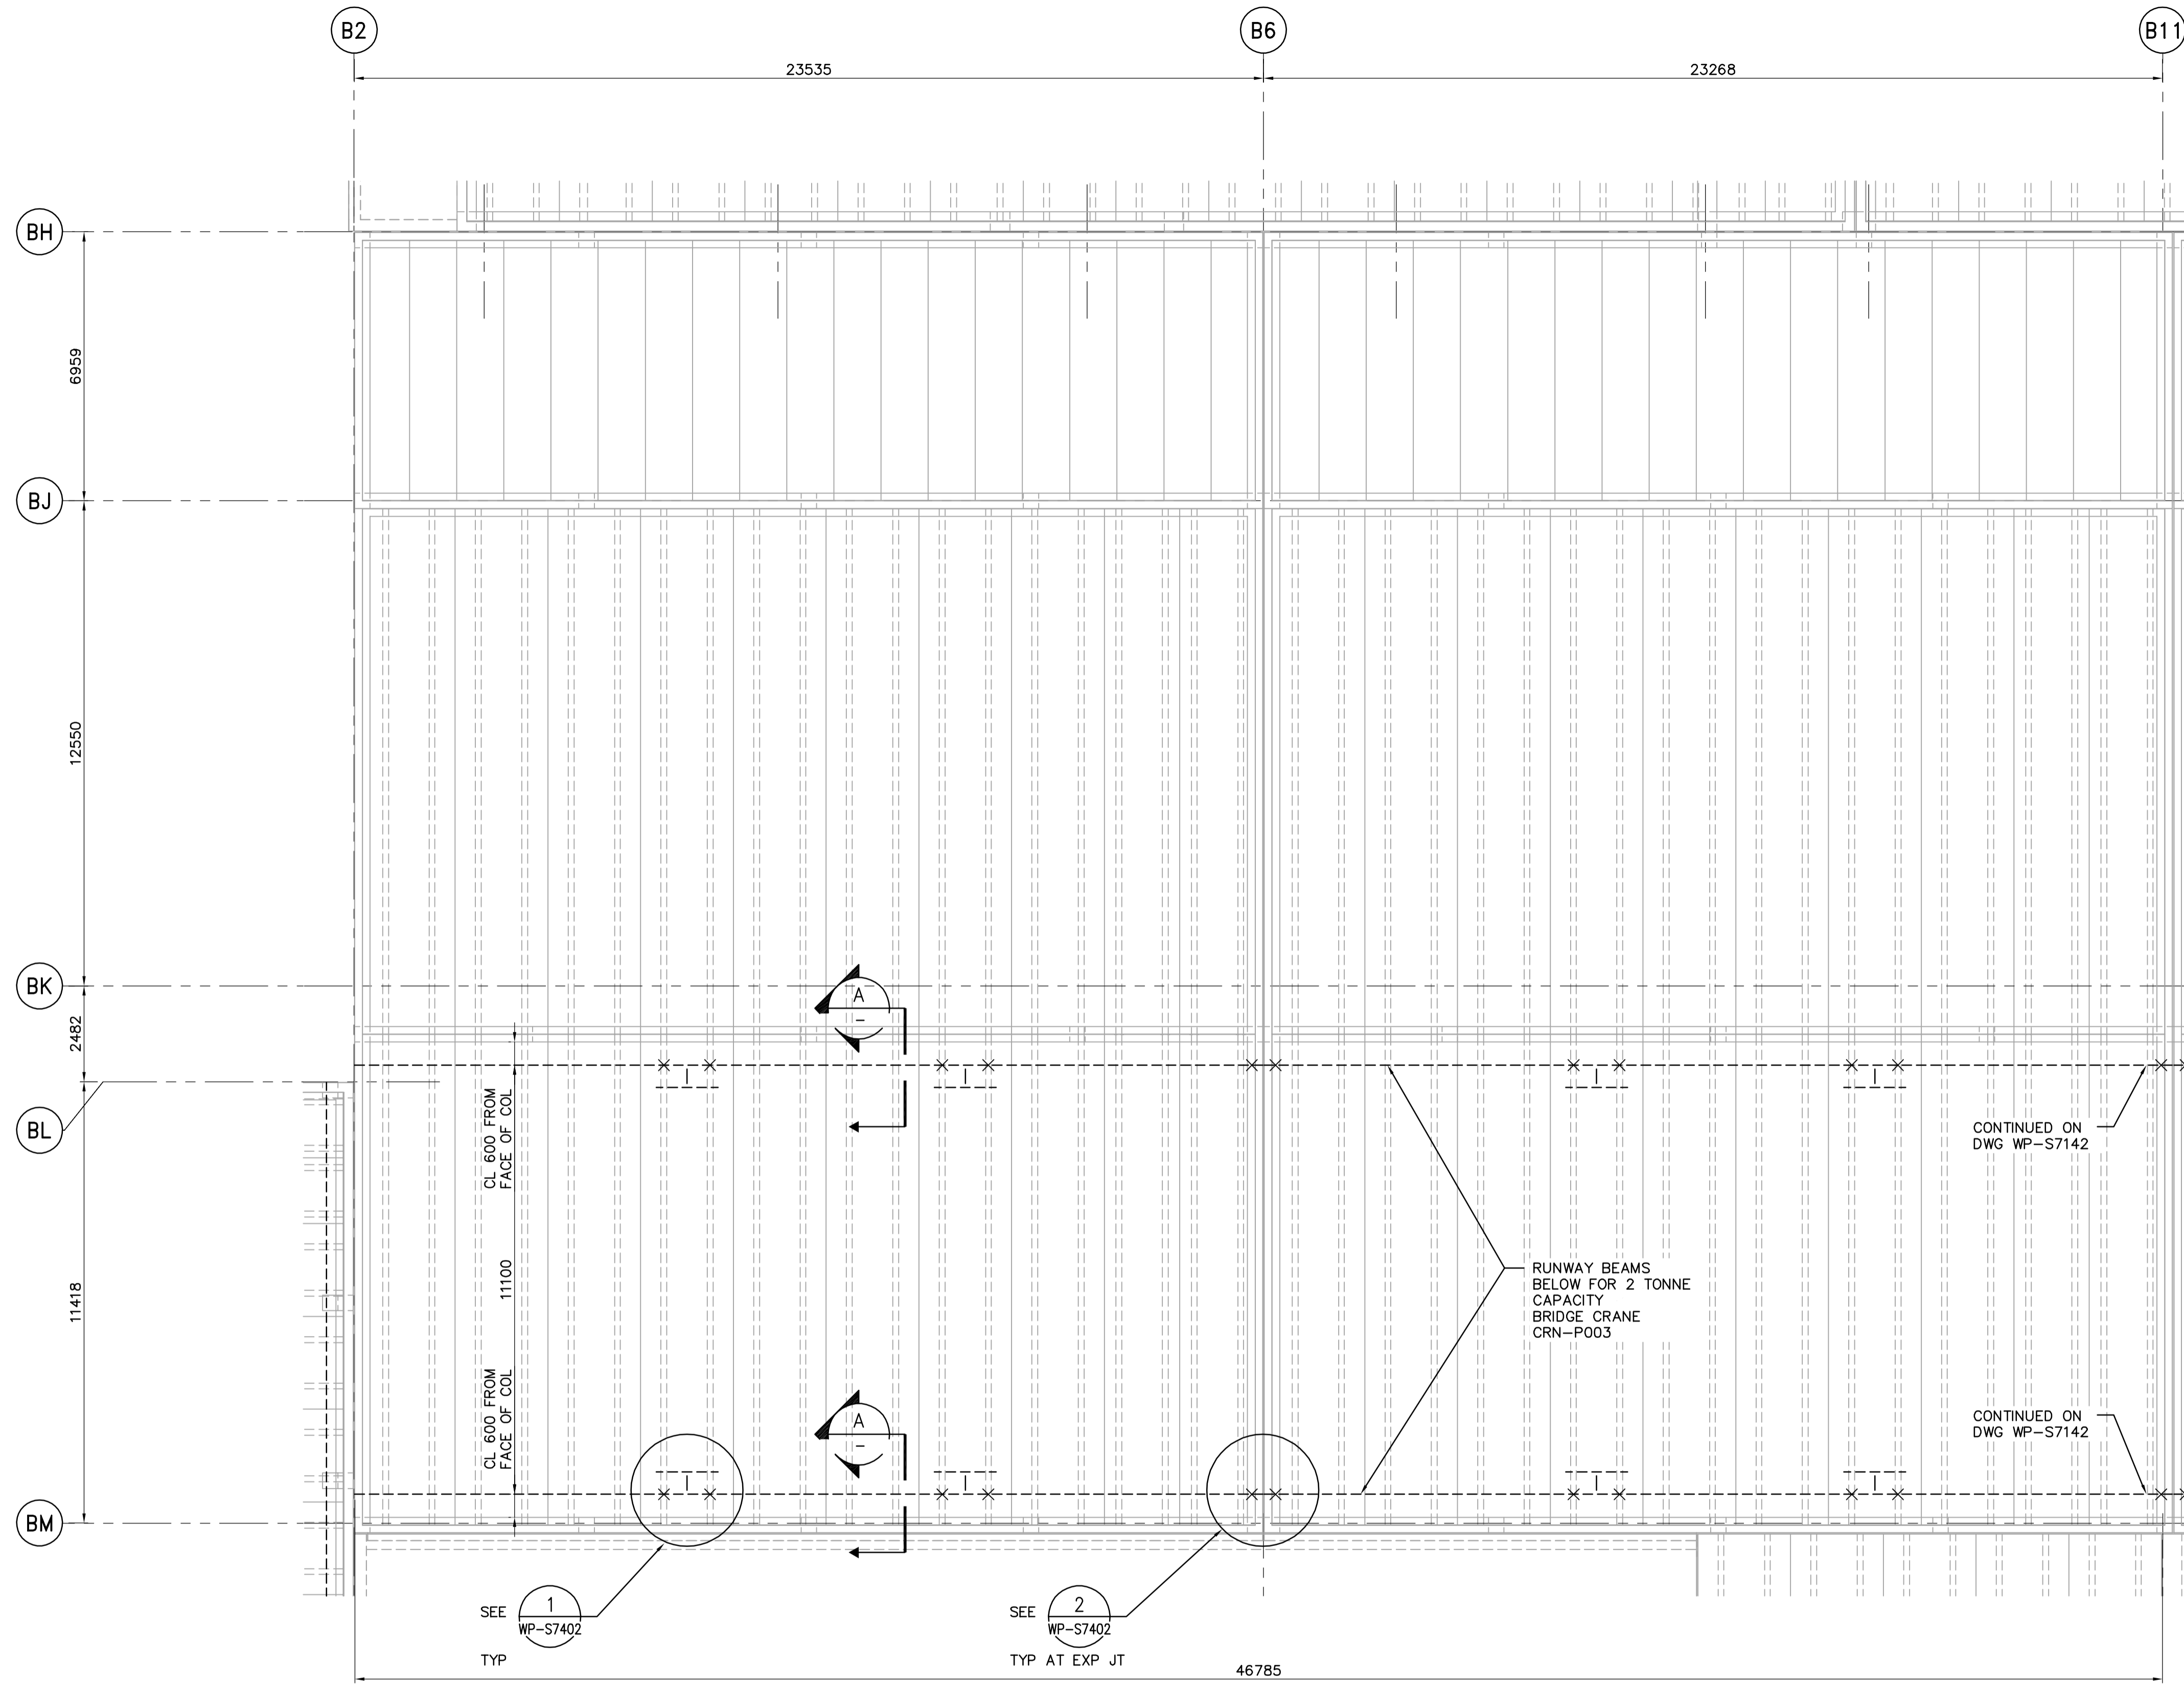 B2
B6
B11
23535
23268
BH
6959
BJ
12550
BK
2482
BL
11418
BM
A
-
CL 600 FROM
FACE OF COL
11100
CL 600 FROM
FACE OF COL
A
-
CONTINUED ON
DWG WP-S7142
RUNWAY BEAMS
BELOW FOR 2 TONNE
CAPACITY
BRIDGE CRANE
CRN-P003
CONTINUED ON
DWG WP-S7142
SEE
1
WP-S7402
TYP
SEE
2
WP-S7402
TYP AT EXP JT
46785